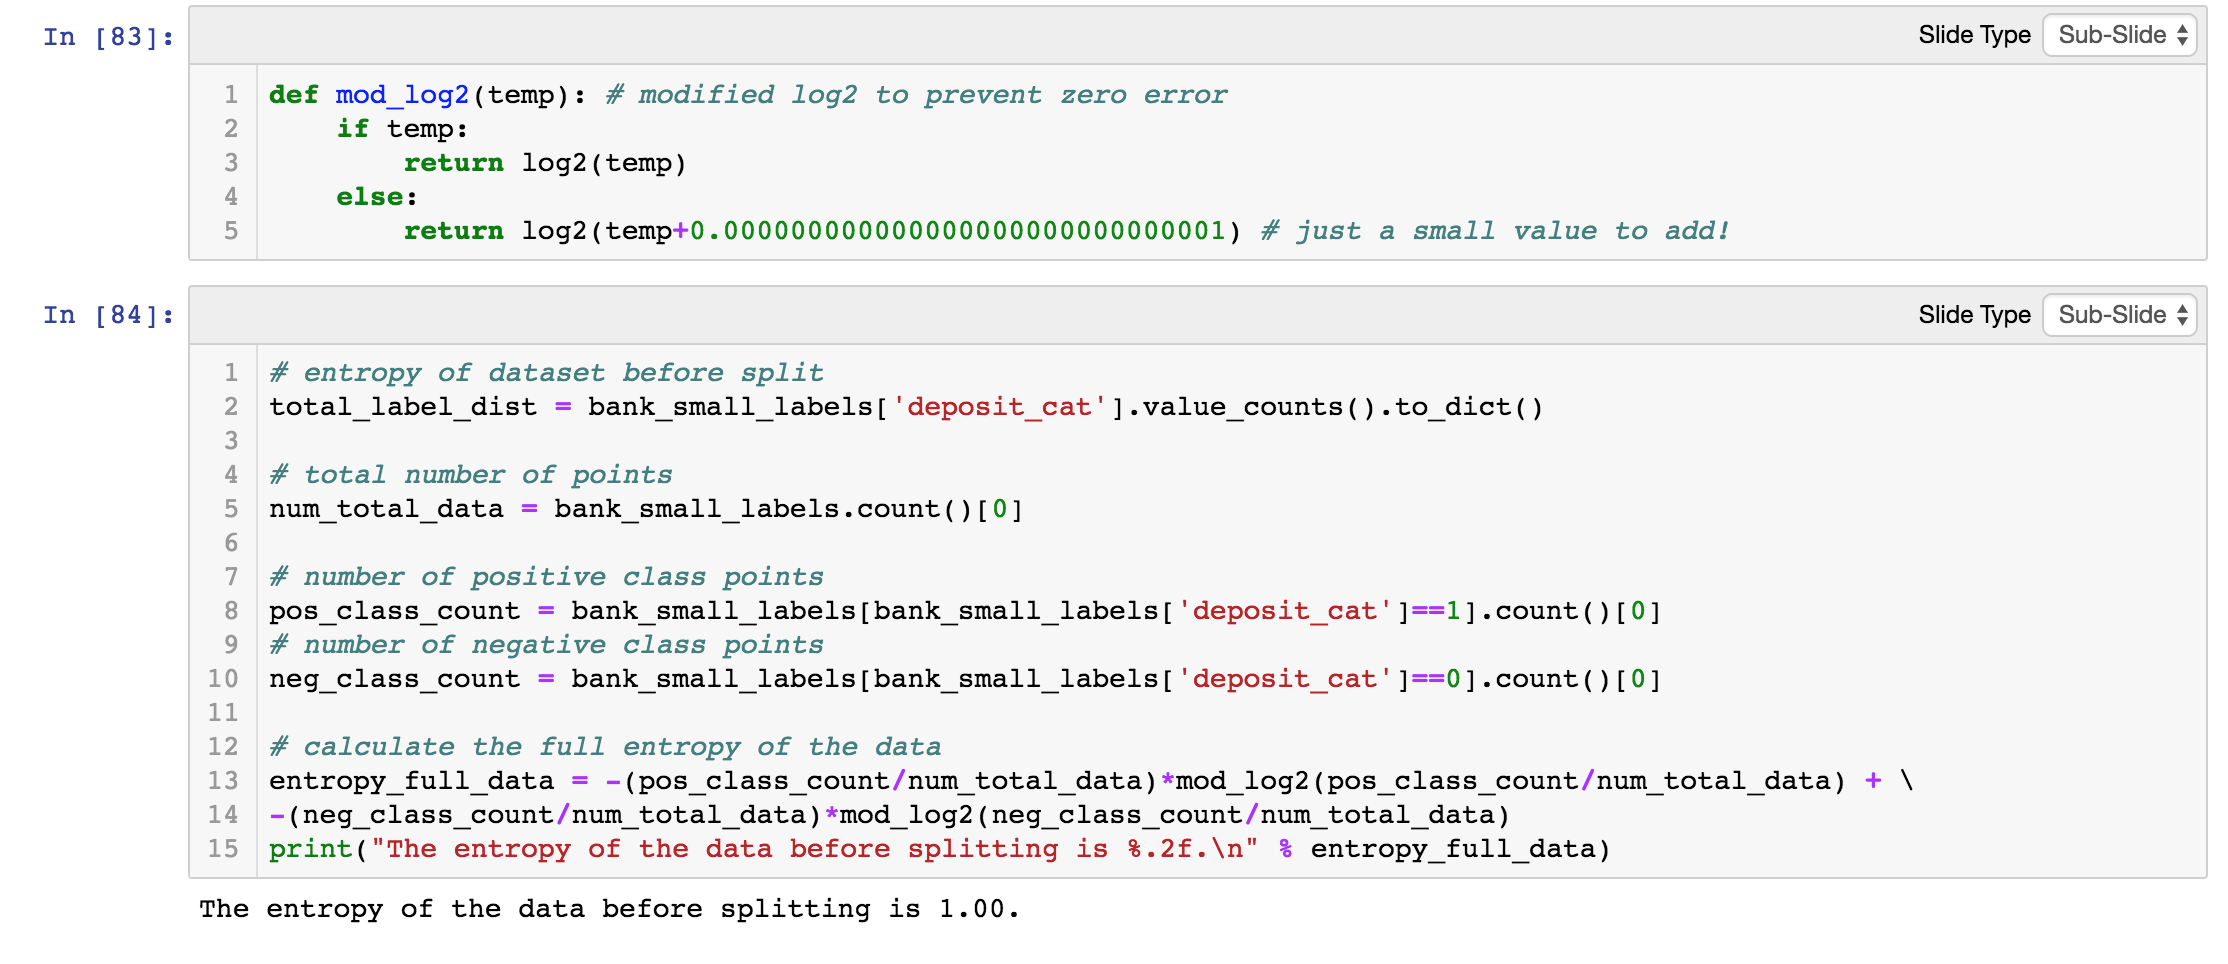 In [83]:
Slide Type Sub-Slide
1 def mod_log2(temp): # modified log2 to prevent zero error
2     if temp:
3         return log2(temp)
4     else:
5         return log2(temp+0.000000000000000000000000000001) # just a small value to add!
In [84]:
Slide Type Sub-Slide
1 # entropy of dataset before split
2 total_label_dist = bank_small_labels['deposit_cat'].value_counts().to_dict()
3
4 # total number of points
5 num_total_data = bank_small_labels.count()[0]
6
7 # number of positive class points
8 pos_class_count = bank_small_labels[bank_small_labels['deposit_cat']==1].count()[0]
9 # number of negative class points
10 neg_class_count = bank_small_labels[bank_small_labels['deposit_cat']==0].count()[0]
11
12 # calculate the full entropy of the data
13 entropy_full_data = -(pos_class_count/num_total_data)*mod_log2(pos_class_count/num_total_data) + \
14 -(neg_class_count/num_total_data)*mod_log2(neg_class_count/num_total_data)
15 print("The entropy of the data before splitting is %.2f.\n" % entropy_full_data)
The entropy of the data before splitting is 1.00.